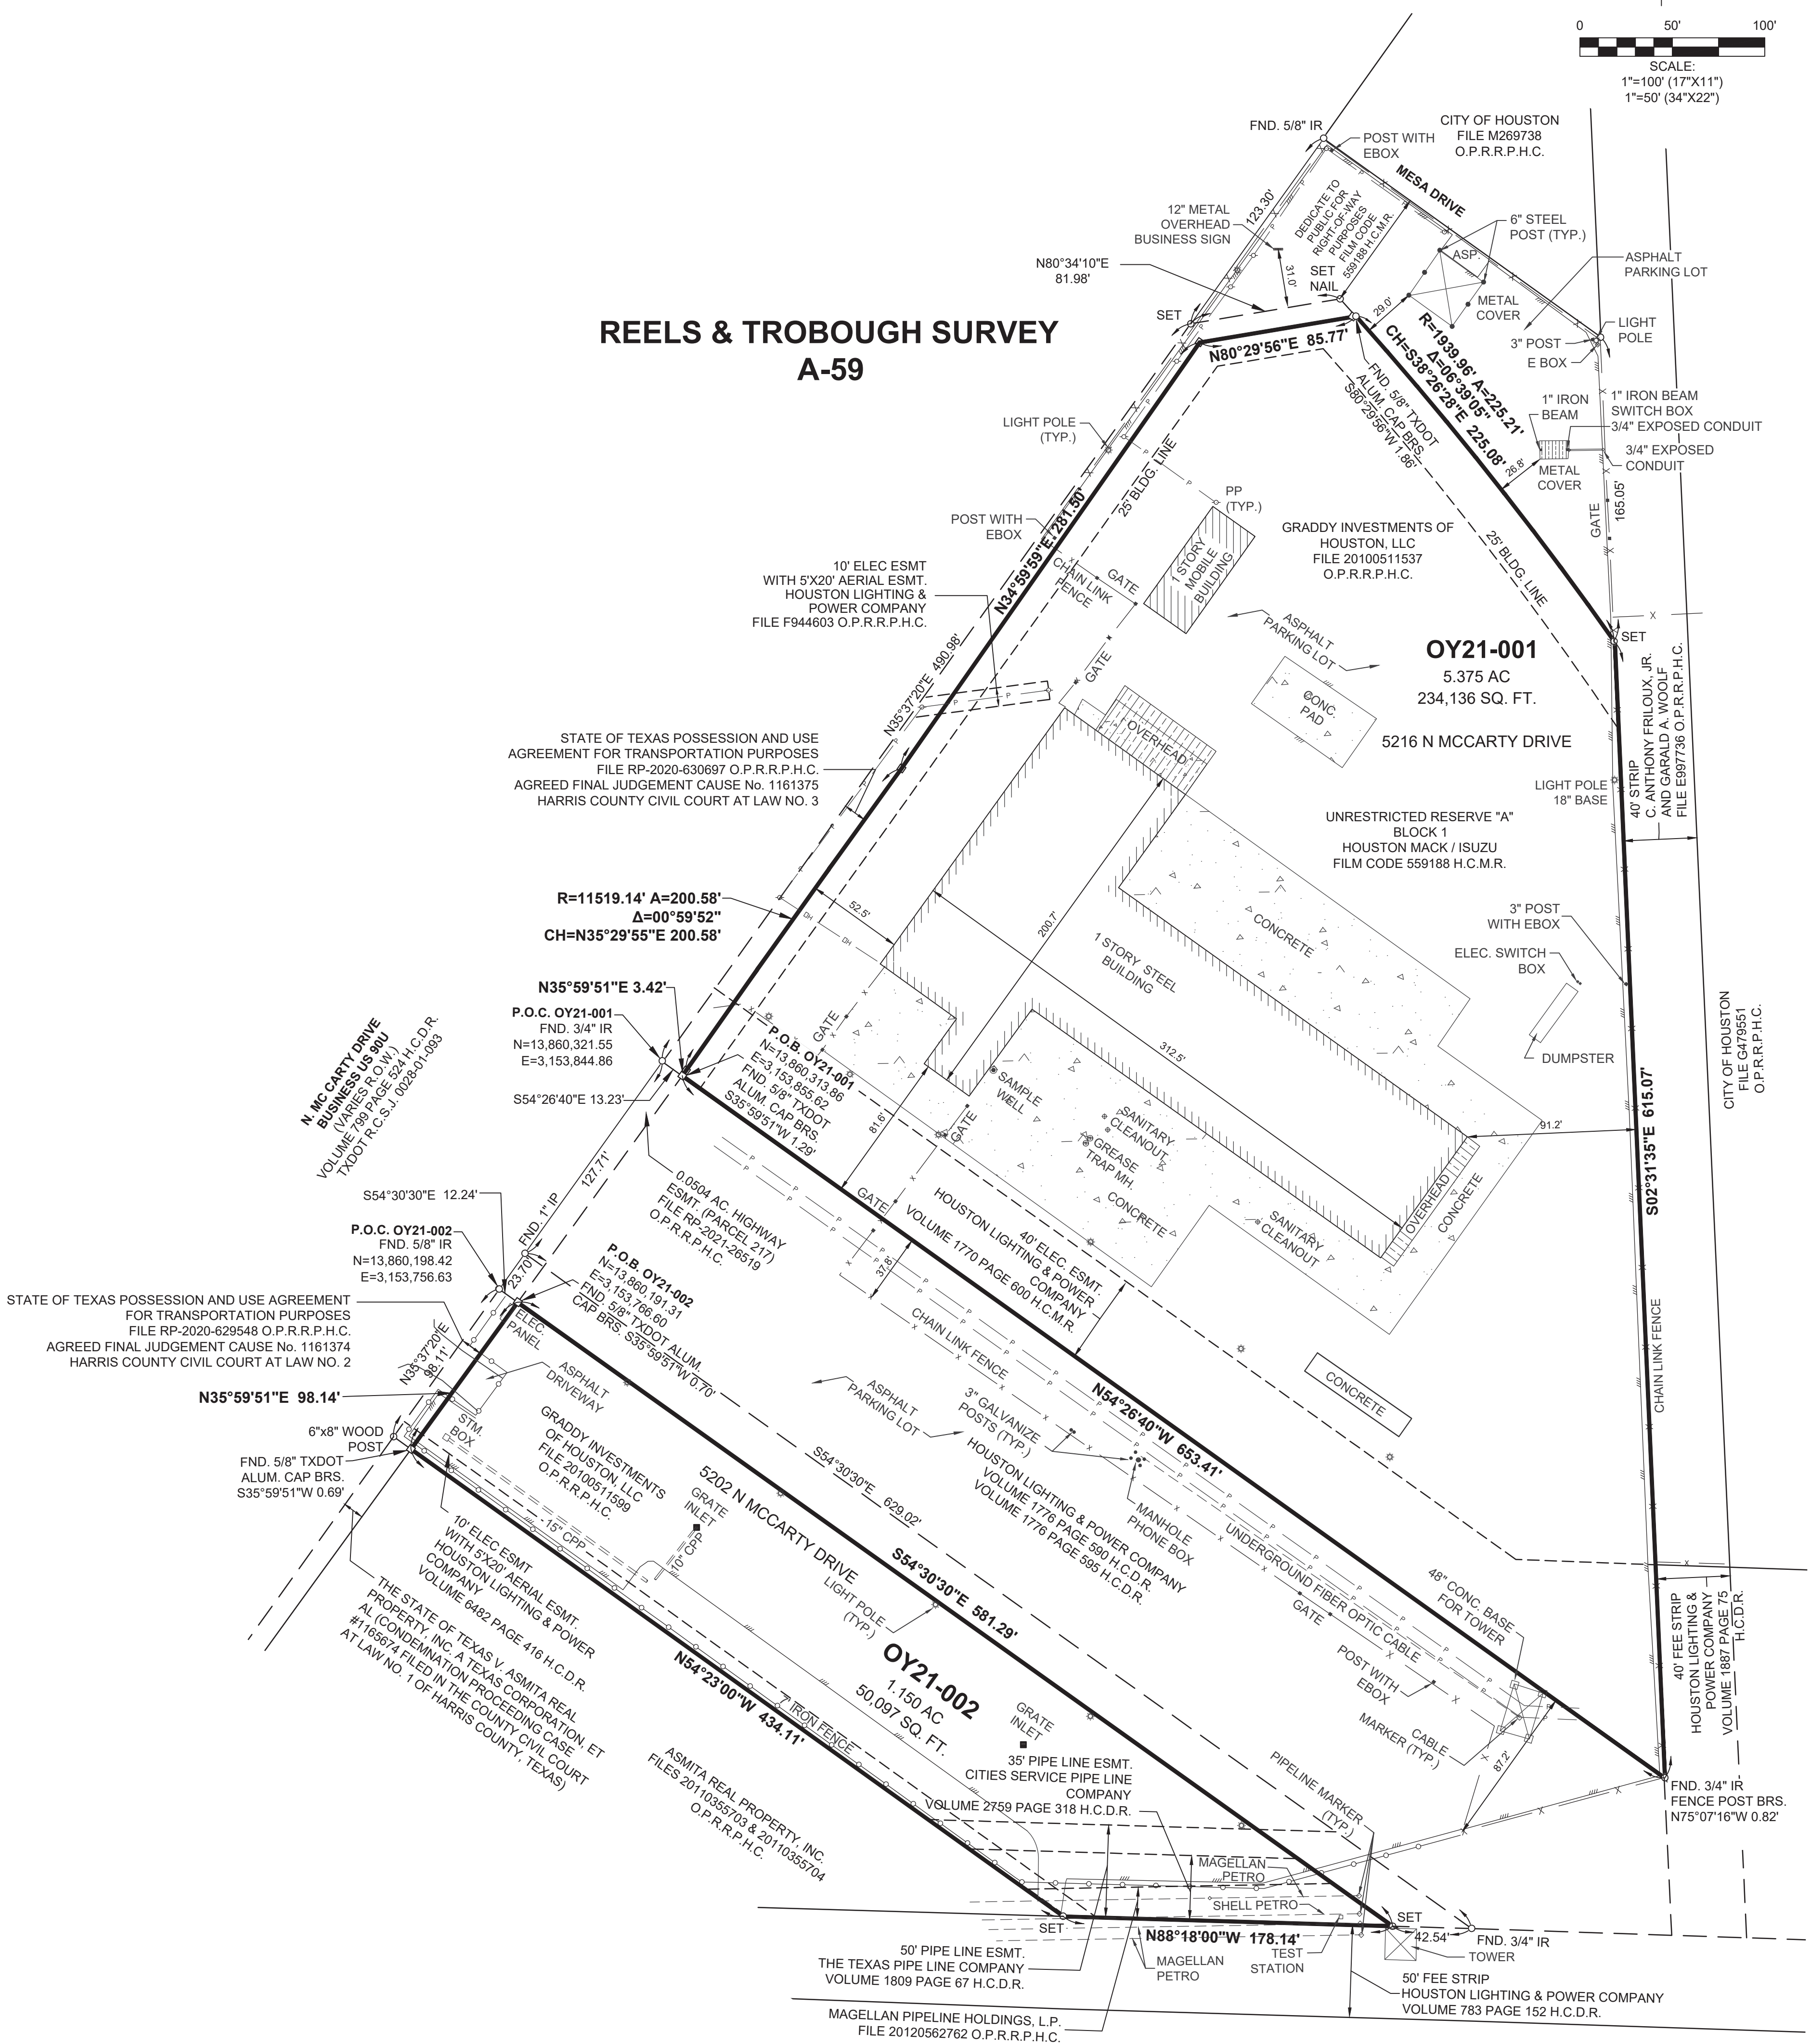 0 50' 100'
SCALE:
1"=100' (17"X11")
1"=50' (34"X22")
CITY OF HOUSTON
FILE M269738
O.P.R.R.P.H.C.
FND. 5/8" IR
POST WITH
EBOX
MESA DRIVE
123.30'
DEDICATE TO
PUBLIC FOR
RIGHT-OF-WAY
PURPOSES
FILM CODE
559188 H.C.M.R.
12" METAL
OVERHEAD
BUSINESS SIGN
31.0'
6" STEEL
POST (TYP.)
ASP.
ASPHALT
PARKING LOT
N80°34'10"E
81.98'
SET
NAIL
METAL
COVER
29.0'
SET
LIGHT
POLE
3" POST
E BOX
REELS & TROBOUGH SURVEY
A-59
N80°29'56"E 85.77'
R=1939.96' A=225.21'
Δ=06°39'05"
CH=S38°26'28"E 225.08'
FND. 5/8" TXDOT
ALUM. CAP BRS.
S80°29'56"W 1.86'
1" IRON
BEAM
1" IRON BEAM
SWITCH BOX
3/4" EXPOSED CONDUIT
3/4" EXPOSED
CONDUIT
METAL
COVER
26.8'
GATE
165.05'
LIGHT POLE
(TYP.)
25' BLDG. LINE
PP
(TYP.)
POST WITH
EBOX
N34°59'59"E 281.50'
CHAIN LINK
FENCE
GATE
1 STORY
MOBILE
BUILDING
GRADDY INVESTMENTS OF
HOUSTON, LLC
FILE 20100511537
O.P.R.R.P.H.C.
25' BLDG. LINE
10' ELEC ESMT
WITH 5'X20' AERIAL ESMT.
HOUSTON LIGHTING &
POWER COMPANY
FILE F944603 O.P.R.R.P.H.C.
N35°37'20"E 490.98'
GATE
ASPHALT
PARKING LOT
OY21-001
5.375 AC
234,136 SQ. FT.
SET
CONC.
PAD
OVERHEAD
5216 N MCCARTY DRIVE
40' STRIP
C. ANTHONY FRILOUX, JR.
AND GARALD A. WOOLF
FILE E997736 O.P.R.R.P.H.C.
STATE OF TEXAS POSSESSION AND USE
AGREEMENT FOR TRANSPORTATION PURPOSES
FILE RP-2020-630697 O.P.R.R.P.H.C.
AGREED FINAL JUDGEMENT CAUSE No. 1161375
HARRIS COUNTY CIVIL COURT AT LAW NO. 3
LIGHT POLE
18" BASE
UNRESTRICTED RESERVE "A"
BLOCK 1
HOUSTON MACK / ISUZU
FILM CODE 559188 H.C.M.R.
R=11519.14' A=200.58'
Δ=00°59'52"
CH=N35°29'55"E 200.58'
52.5'
200.7'
1 STORY STEEL
BUILDING
CONCRETE
3" POST
WITH EBOX
ELEC. SWITCH
BOX
DUMPSTER
N35°59'51"E 3.42'
P.O.C. OY21-001
FND. 3/4" IR
N=13,860,321.55
E=3,153,844.86
S54°26'40"E 13.23'
N. MC CARTY DRIVE
BUSINESS US 90U
(VARIES R.O.W.)
VOLUME 799 PAGE 524 H.C.D.R.
TXDOT R.C.S.J. 0028-01-093
GATE
P.O.B. OY21-001
N=13,860,313.86
E=3,153,855.62
FND. 5/8" TXDOT
ALUM. CAP BRS.
S35°59'51"W 1.29'
312.5'
81.6'
SAMPLE
WELL
GATE
SANITARY
CLEANOUT
GREASE
TRAP MH.
CONCRETE
91.2'
OVERHEAD
CONCRETE
SANITARY
CLEANOUT
S02°31'35"E 615.07'
CITY OF HOUSTON
FILE G479551
O.P.R.R.P.H.C.
127.71'
0.0504 AC. HIGHWAY
ESMT. (PARCEL 217)
FILE RP-2021-26519
O.P.R.R.P.H.C.
GATE
40' ELEC. ESMT.
HOUSTON LIGHTING & POWER
COMPANY
VOLUME 1770 PAGE 600 H.C.M.R.
37.8'
S54°30'30"E 12.24'
FND. 1" IP
P.O.C. OY21-002
FND. 5/8" IR
N=13,860,198.42
E=3,153,756.63
23.70'
P.O.B. OY21-002
N=13,860,191.31
E=3,153,766.60
FND. 5/8" TXDOT ALUM.
CAP BRS. S35°59'51"W 0.70'
STATE OF TEXAS POSSESSION AND USE AGREEMENT
FOR TRANSPORTATION PURPOSES
FILE RP-2020-629548 O.P.R.R.P.H.C.
AGREED FINAL JUDGEMENT CAUSE No. 1161374
HARRIS COUNTY CIVIL COURT AT LAW NO. 2
ELEC.
PANEL
N35°37'20"E
98.11'
ASPHALT
DRIVEWAY
CHAIN LINK FENCE
N35°59'51"E 98.14'
6"x8" WOOD
POST
STM.
BOX
FND. 5/8" TXDOT
ALUM. CAP BRS.
S35°59'51"W 0.69'
GRADDY INVESTMENTS
OF HOUSTON, LLC
FILE 20100511599
O.P.R.R.P.H.C.
ASPHALT
PARKING LOT
3" GALVANIZE
POSTS (TYP.)
N54°26'40"W 653.41'
CONCRETE
CHAIN LINK FENCE
S54°30'30"E 629.02'
5202 N MCCARTY DRIVE
GRATE
INLET
15" CPP
10" CPP
HOUSTON LIGHTING & POWER COMPANY
VOLUME 1776 PAGE 590 H.C.D.R.
VOLUME 1776 PAGE 595 H.C.D.R.
MANHOLE
PHONE BOX
UNDERGROUND FIBER OPTIC CABLE
GATE
S54°30'30"E 581.29'
LIGHT POLE
(TYP.)
10' ELEC ESMT
WITH 5'X20' AERIAL ESMT.
HOUSTON LIGHTING & POWER
COMPANY
VOLUME 6482 PAGE 416 H.C.D.R.
THE STATE OF TEXAS V. ASMITA REAL
PROPERTY, INC. A TEXAS CORPORATION, ET
AL (CONDEMNATION PROCEEDING CASE
#1165674 FILED IN THE COUNTY CIVIL COURT
AT LAW NO. 1 OF HARRIS COUNTY, TEXAS)
48" CONC. BASE
FOR TOWER
40' FEE STRIP
HOUSTON LIGHTING &
POWER COMPANY
VOLUME 1887 PAGE 75
H.C.D.R.
POST WITH
EBOX
OY21-002
1.150 AC
50,097 SQ. FT.
N54°23'00"W 434.11'
IRON FENCE
GRATE
INLET
CABLE
MARKER (TYP.)
87.2'
ASMITA REAL PROPERTY, INC.
FILES 20110355703 & 20110355704
O.P.R.R.P.H.C.
35' PIPE LINE ESMT.
CITIES SERVICE PIPE LINE
COMPANY
VOLUME 2759 PAGE 318 H.C.D.R.
PIPELINE MARKER
(TYP.)
FND. 3/4" IR
FENCE POST BRS.
N75°07'16"W 0.82'
MAGELLAN
PETRO
SHELL PETRO
SET
N88°18'00"W 178.14'
TEST
STATION
SET
42.54'
FND. 3/4" IR
TOWER
50' PIPE LINE ESMT.
THE TEXAS PIPE LINE COMPANY
VOLUME 1809 PAGE 67 H.C.D.R.
MAGELLAN
PETRO
50' FEE STRIP
HOUSTON LIGHTING & POWER COMPANY
VOLUME 783 PAGE 152 H.C.D.R.
MAGELLAN PIPELINE HOLDINGS, L.P.
FILE 20120562762 O.P.R.R.P.H.C.